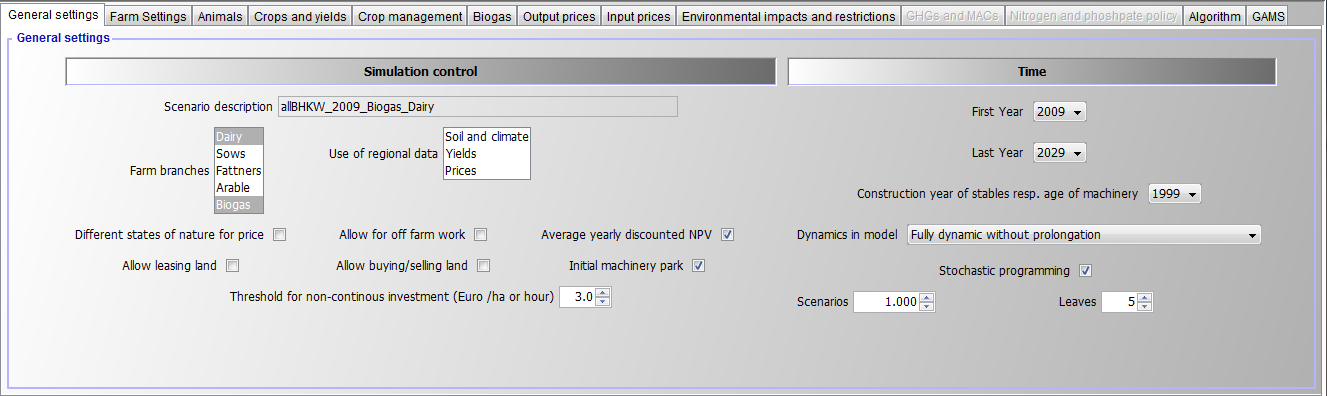 General settings Farm Settings Animals Crops and yields Crop management Biogas Output prices Input prices Environmental impacts and restrictions GHGs and MACs Nitrogen and phoshpate policy Algorithm GAMS
General settings
Simulation control
Scenario description allBHKW_2009_Biogas_Dairy
Farm branches
Dairy
Sows
Fattners
Arable
Biogas
Use of regional data
Soil and climate
Yields
Prices
Different states of nature for price Allow for off farm work Average yearly discounted NPV
Allow leasing land Allow buying/selling land Initial machinery park
Threshold for non-continous investment (Euro /ha or hour) 3.0
Time
First Year 2009
Last Year 2029
Construction year of stables resp. age of machinery 1999
Dynamics in model Fully dynamic without prolongation
Stochastic programming
Scenarios 1.000 Leaves 5